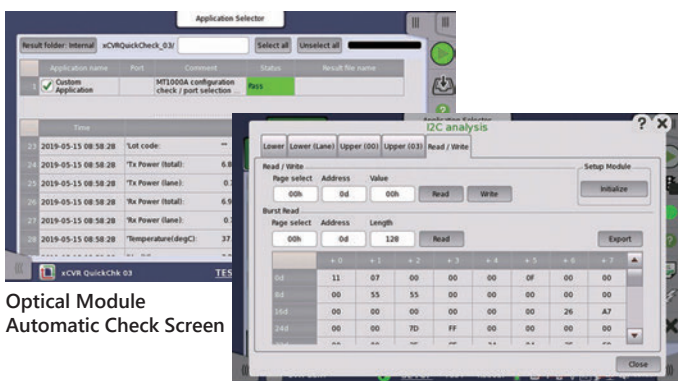 Application Selector
Result folder: Internal xCVRQuickCheck_03/ Select all Unselect all
Application name Port Comment Status Result file name
1 Custom Application MT1000A configuration check / port selection ... Pass
Time
23 2019-05-15 08:58:28 'Lot code: --
24 2019-05-15 08:58:28 'Tx Power (total): 6.8
25 2019-05-15 08:58:28 'Tx Power (lane): 0.
26 2019-05-15 08:58:28 'Rx Power (total): 6.9
27 2019-05-15 08:58:28 'Rx Power (lane): 0.
28 2019-05-15 08:58:28 'Temperature(degC): 37.
xCVR QuickChk 03 TES
Optical Module
Automatic Check Screen
I2C analysis ? X
Lower Lower (Lane) Upper (00) Upper (03) Read / Write
Read / Write Setup Module
Page select Address Value
00h 0d 00h Read Write Initialize
Burst Read
Page select Address Length
00h 0d 128 Read Export
+ 0 + 1 + 2 + 3 + 4 + 5 + 6 + 7
0d 11 07 00 00 00 0F 00 00
8d 00 55 55 00 00 00 00 00
16d 00 00 00 00 00 00 26 A7
24d 00 00 7D FF 00 00 00 00
Close